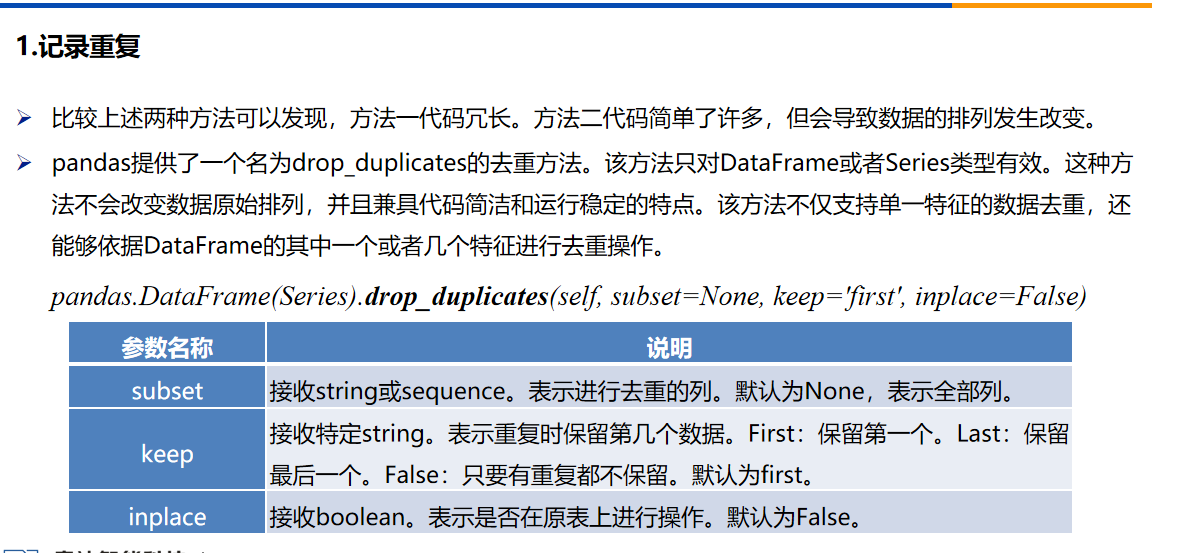 1.记录重复
比较上述两种方法可以发现，方法一代码冗长。方法二代码简单了许多，但会导致数据的排列发生改变。
pandas提供了一个名为drop_duplicates的去重方法。该方法只对DataFrame或者Series类型有效。这种方
法不会改变数据原始排列，并且兼具代码简洁和运行稳定的特点。该方法不仅支持单一特征的数据去重，还
能够依据DataFrame的其中一个或者几个特征进行去重操作。
pandas.DataFrame(Series).drop_duplicates(self, subset=None, keep='first', inplace=False)
参数名称 说明
subset 接收string或sequence。表示进行去重的列。默认为None，表示全部列。
keep 接收特定string。表示重复时保留第几个数据。First：保留第一个。Last：保留
最后一个。False：只要有重复都不保留。默认为first。
inplace 接收boolean。表示是否在原表上进行操作。默认为False。